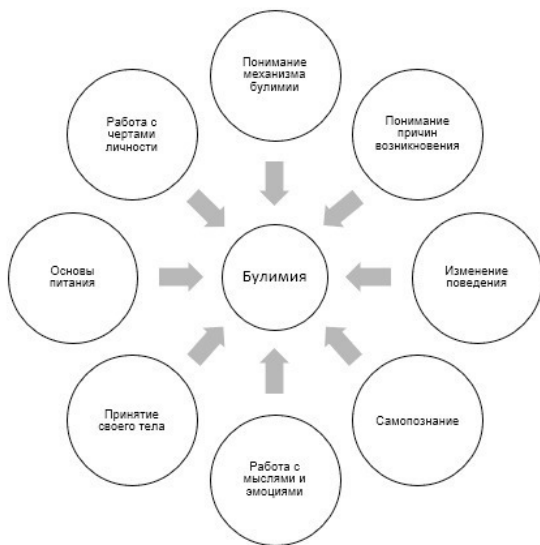 Понимание
механизма
булимии
Понимание
причин
возникновения
Изменение
поведения
Самопознание
Работа с
мыслями и
эмоциями
Принятие
своего тела
Основы
питания
Работа с
чертами
личности
Булимия